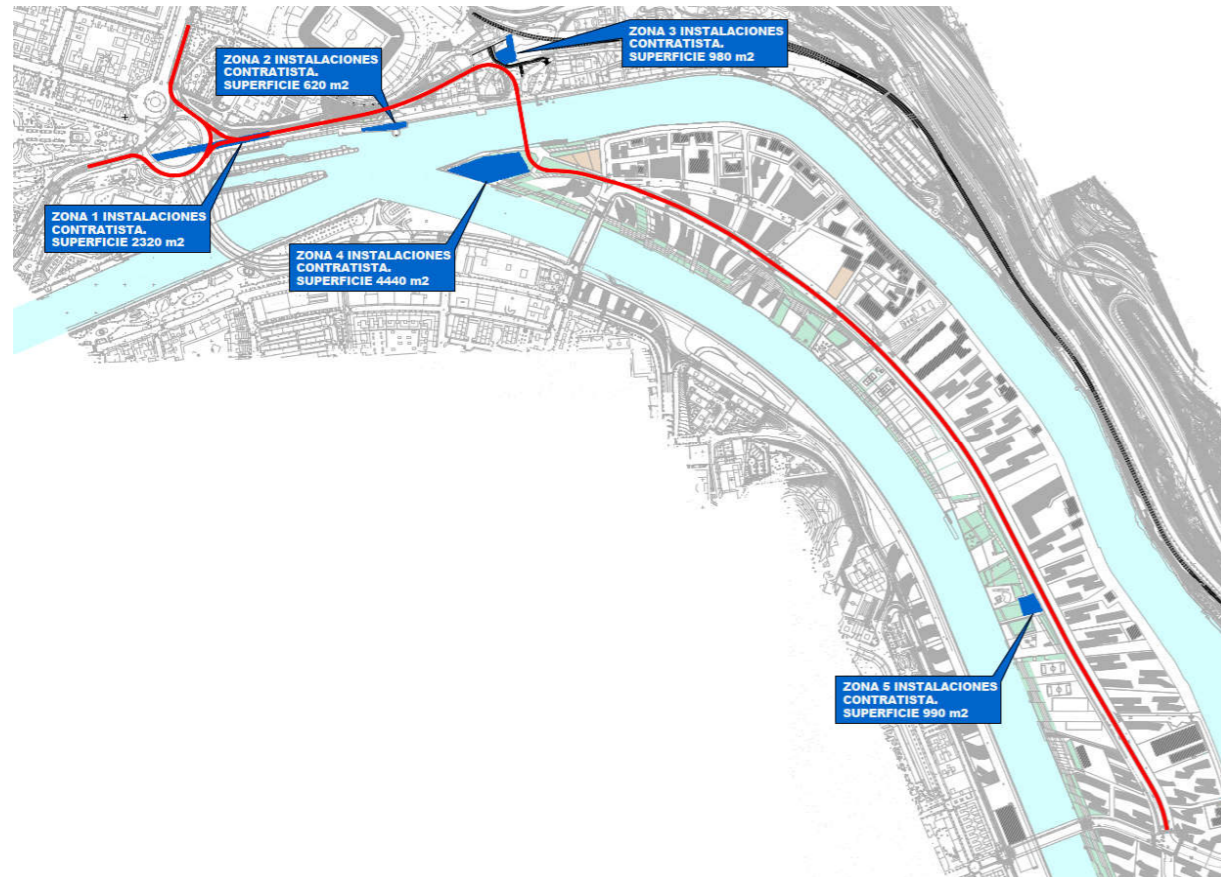 ZONA 3 INSTALACIONES
CONTRATISTA.
SUPERFICIE 980 m2
ZONA 2 INSTALACIONES
CONTRATISTA.
SUPERFICIE 620 m2
ZONA 1 INSTALACIONES
CONTRATISTA.
SUPERFICIE 2320 m2
ZONA 4 INSTALACIONES
CONTRATISTA.
SUPERFICIE 4440 m2
ZONA 5 INSTALACIONES
CONTRATISTA.
SUPERFICIE 990 m2